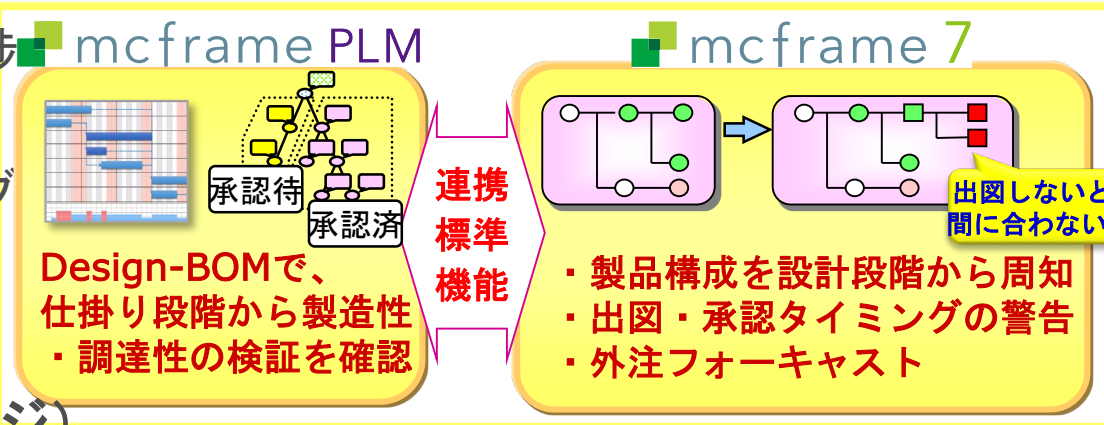 mcframe PLM
mcframe 7
承認待
承認済
Design-BOMで、
仕掛り段階から製造性
・調達性の検証を確認
連携
標準
機能
出図しないと
間に合わない
・製品構成を設計段階から周知
・出図・承認タイミングの警告
・外注フォーキャスト